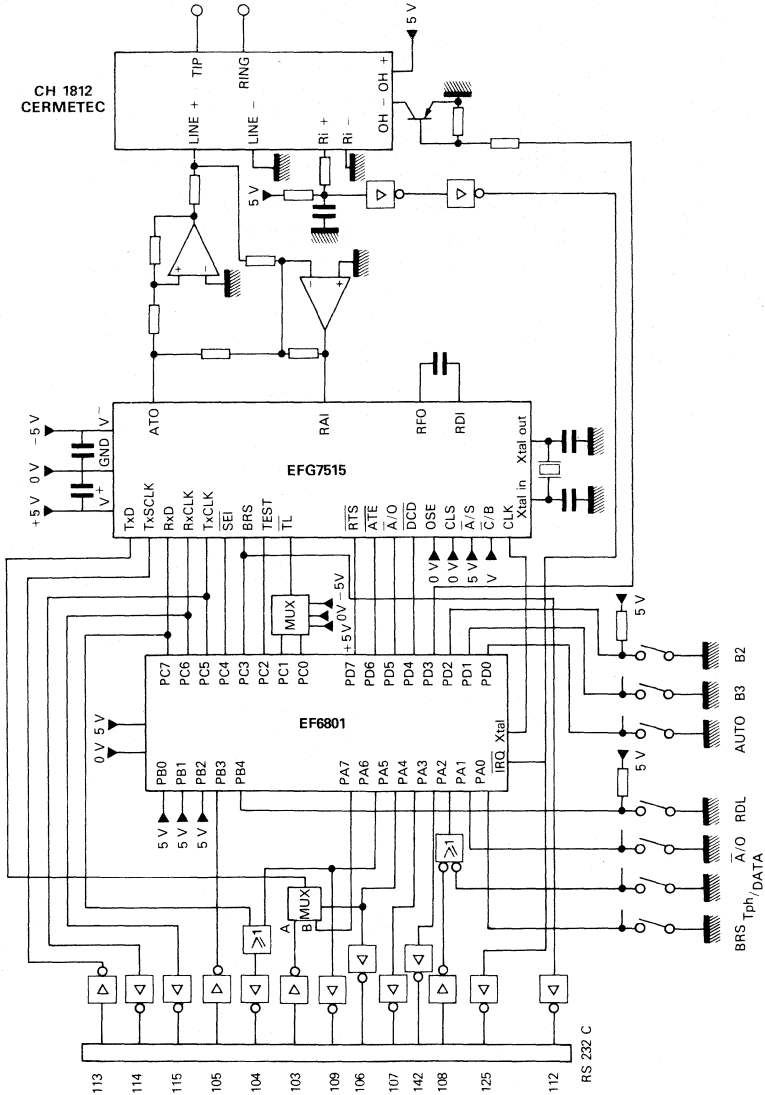 CH 1812
CERMETEC
TIP
RING
LINE +
LINE –
Ri +
Ri –
OH –
OH +
5 V
5 V
+5 V
0 V
–5 V
V+
GND
V–
ATO
RAI
RFO
RDI
EFG7515
Xtal in
Xtal out
TxD
TxSCLK
RxD
RxCLK
TxCLK
SEI
BRS
TEST
TL
RTS
ATE
A/O
DCD
OSE
CLS
A/S
C/B
CLK
0 V
0 V
5 V
V
MUX
+5V
0V
–5V
PC7
PC6
PC5
PC4
PC3
PC2
PC1
PC0
PD7
PD6
PD5
PD4
PD3
PD2
PD1
PD0
EF6801
0 V
5 V
Xtal
IRQ
PB0
PB1
PB2
PB3
PB4
PA7
PA6
PA5
PA4
PA3
PA2
PA1
PA0
5 V
5 V
5 V
≥1
A
B
MUX
≥1
5 V
5 V
113
114
115
105
104
103
109
106
107
142
108
125
112
RS 232 C
BRS
Tph/DATA
A/O
RDL
AUTO
B3
B2